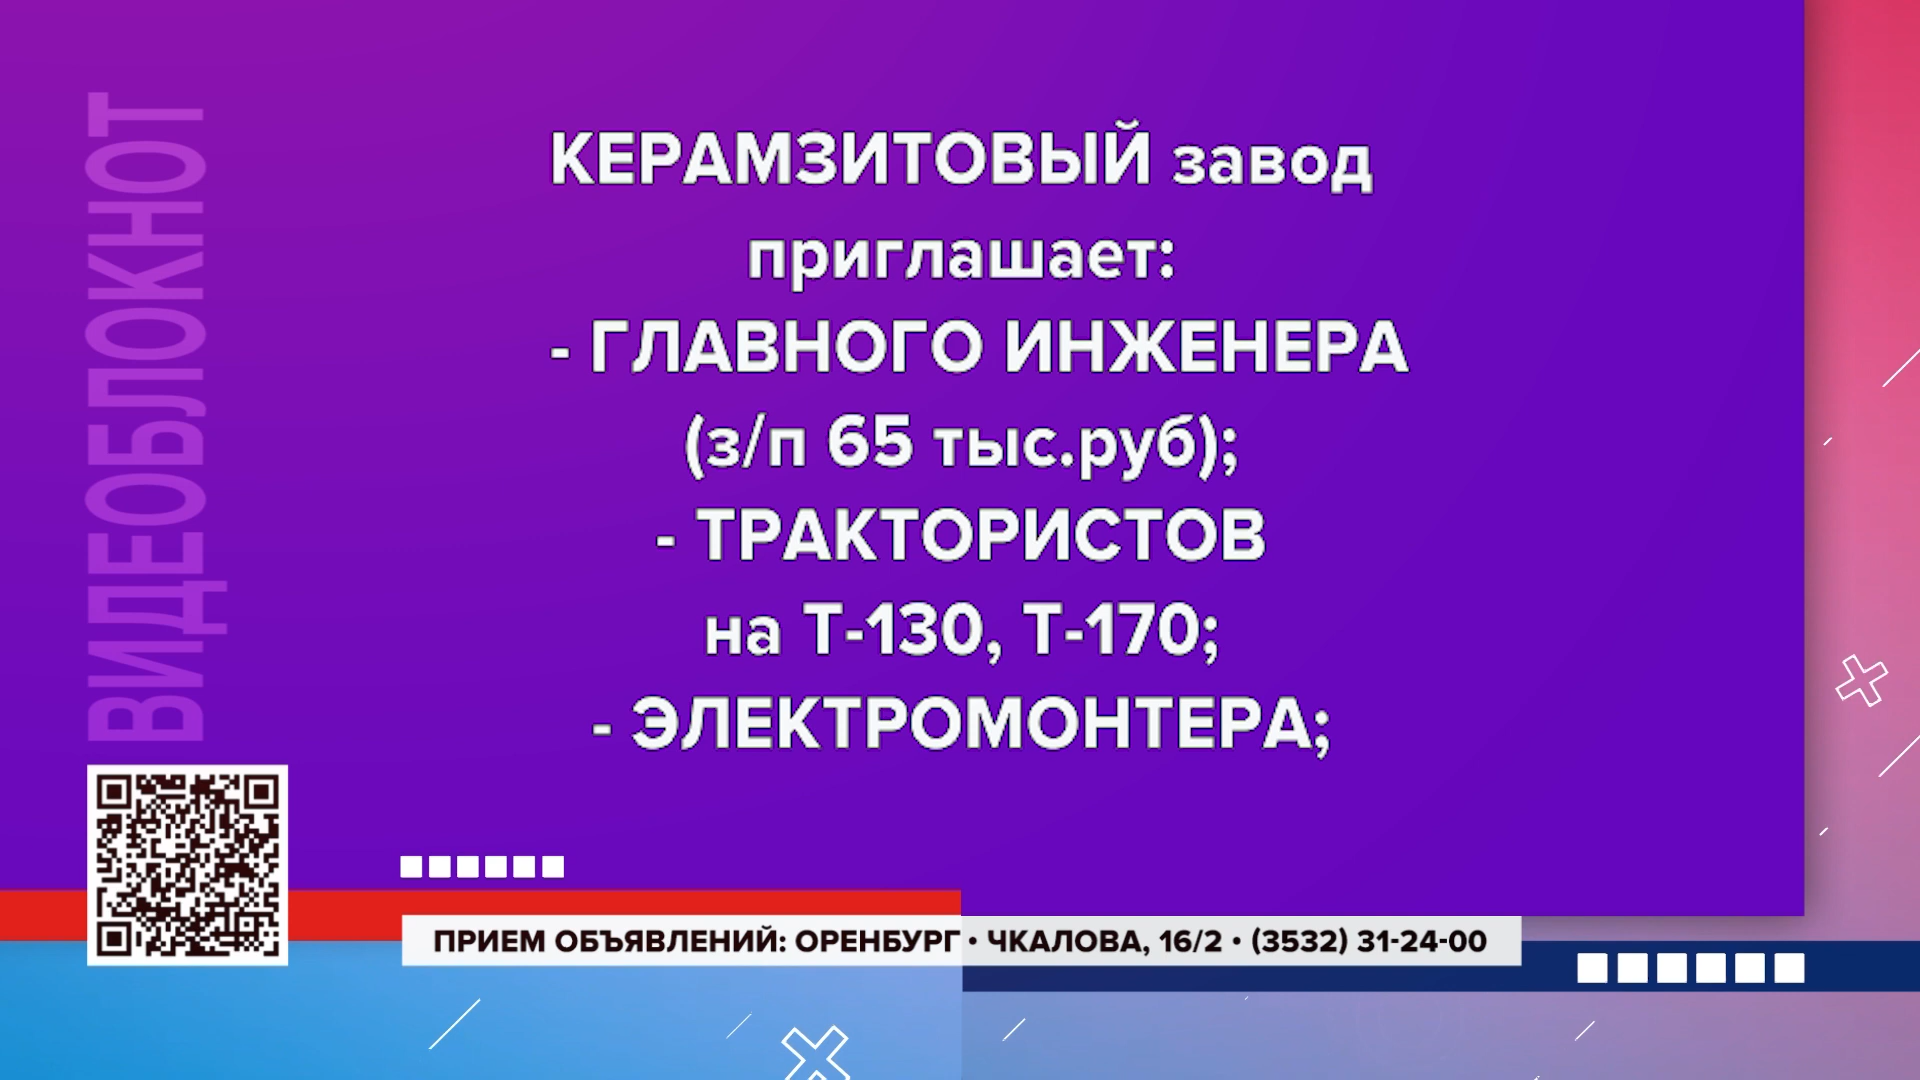 ВИДЕОБЛОКНОТ
КЕРАМЗИТОВЫЙ завод
приглашает:
- ГЛАВНОГО ИНЖЕНЕРА
(з/п 65 тыс.руб);
- ТРАКТОРИСТОВ
на Т-130, Т-170;
- ЭЛЕКТРОМОНТЕРА;
ПРИЕМ ОБЪЯВЛЕНИЙ: ОРЕНБУРГ • ЧКАЛОВА, 16/2 • (3532) 31-24-00